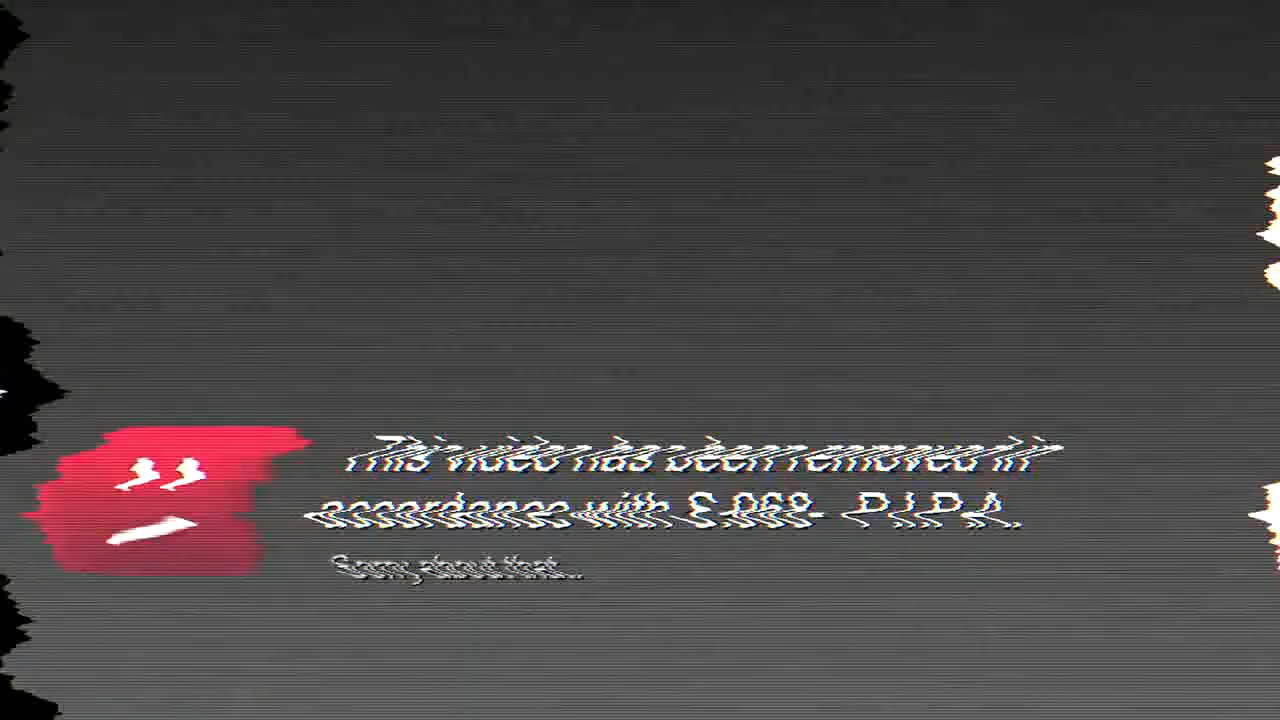 This video has been removed in
accordance with S.968- P.I.P.A.
Sorry about that...